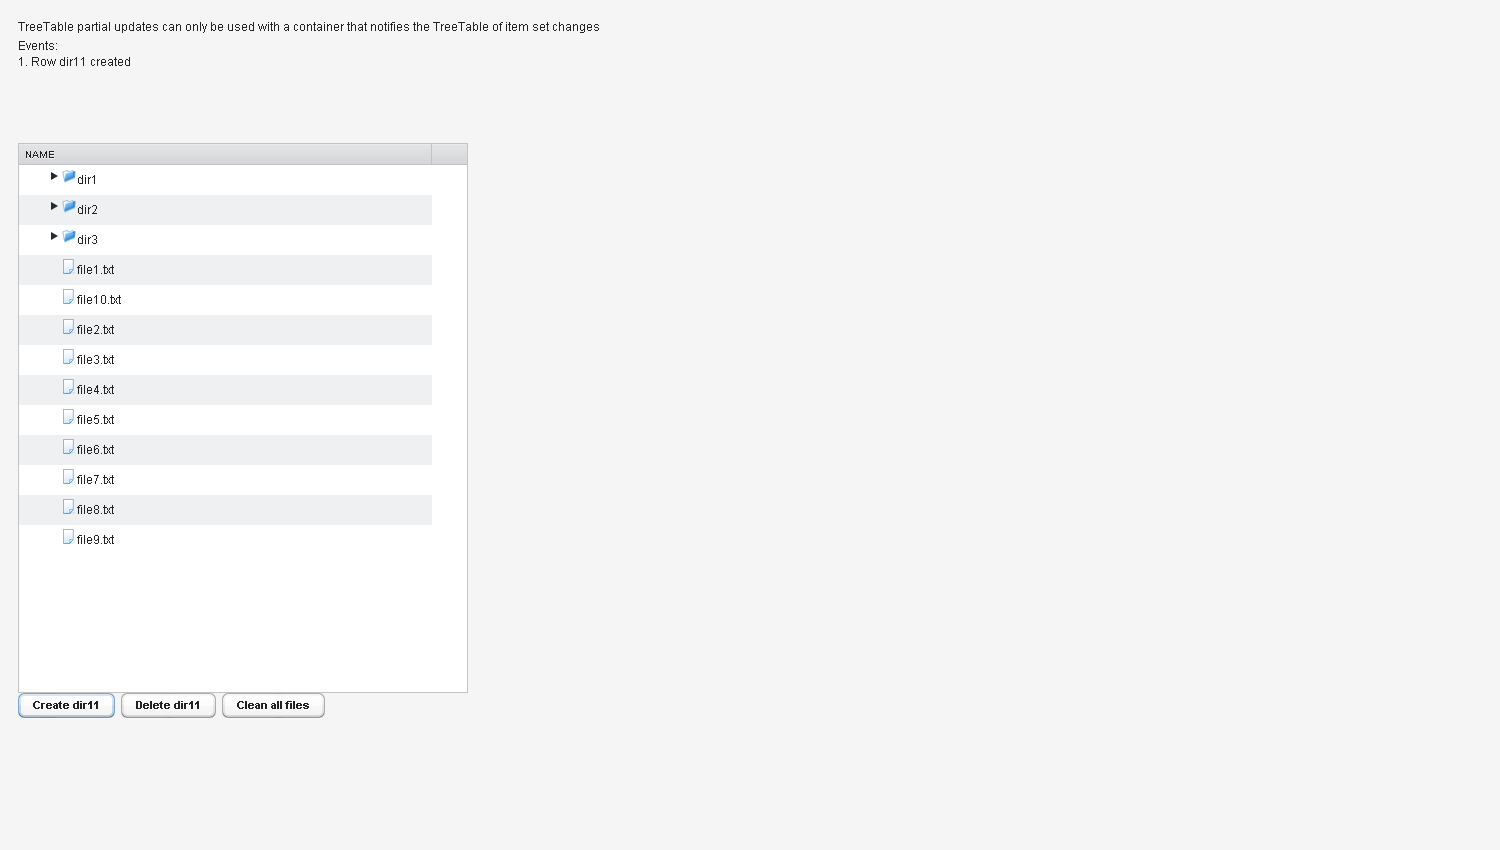 TreeTable partial updates can only be used with a container that notifies the TreeTable of item set changes
Events:
1. Row dir11 created
NAME
dir1
dir2
dir3
file1.txt
file10.txt
file2.txt
file3.txt
file4.txt
file5.txt
file6.txt
file7.txt
file8.txt
file9.txt
Create dir11 Delete dir11 Clean all files